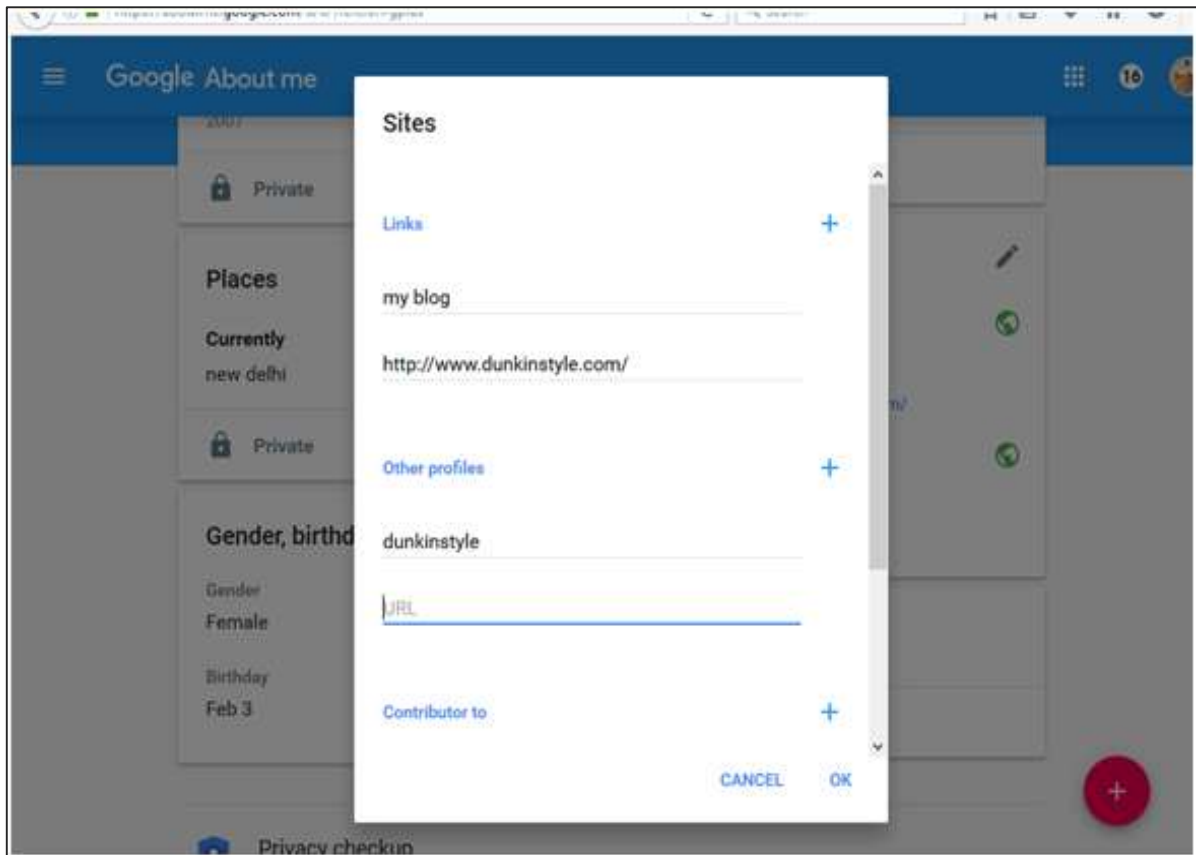 Google About me
16
2007
Private
Places
Currently
new delhi
Private
Gender, birthd
Gender
Female
Birthday
Feb 3
Privacy checkup
m/
Sites
Links
my blog
http://www.dunkinstyle.com/
Other profiles
dunkinstyle
URL
Contributor to
CANCEL OK